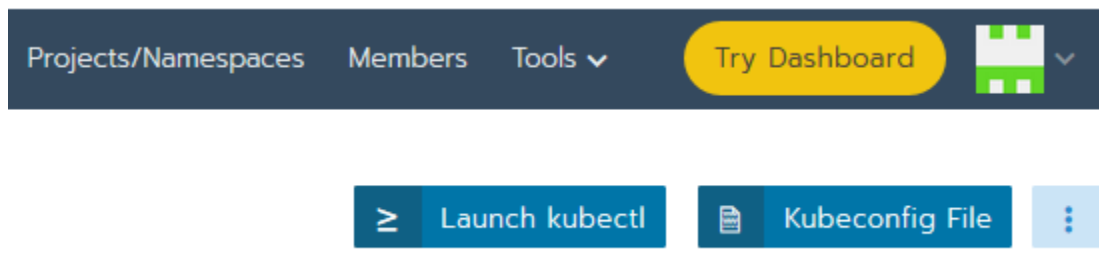 Projects/Namespaces Members Tools Try Dashboard
Launch kubectl Kubeconfig File